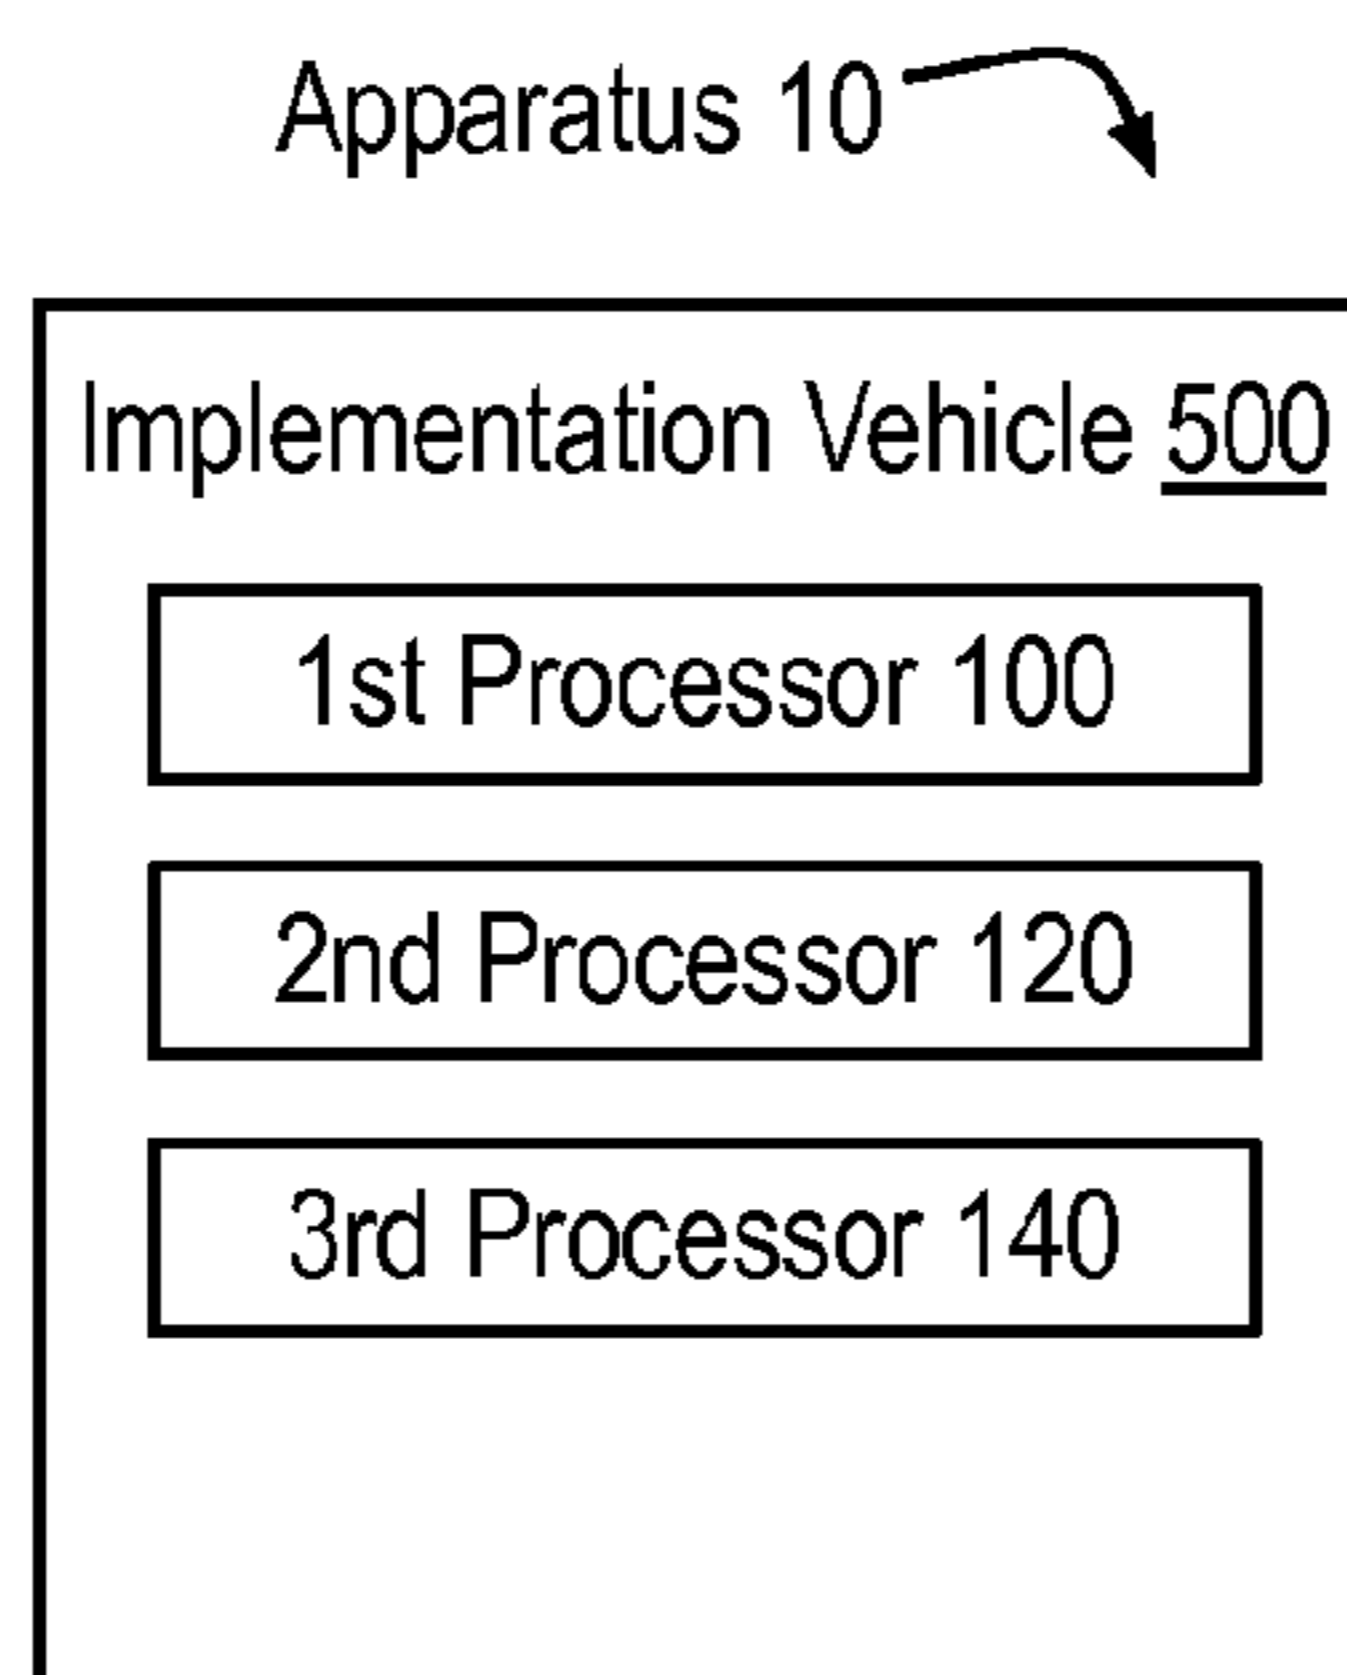 Apparatus 10
Implementation Vehicle 500
1st Processor 100
2nd Processor 120
3rd Processor 140